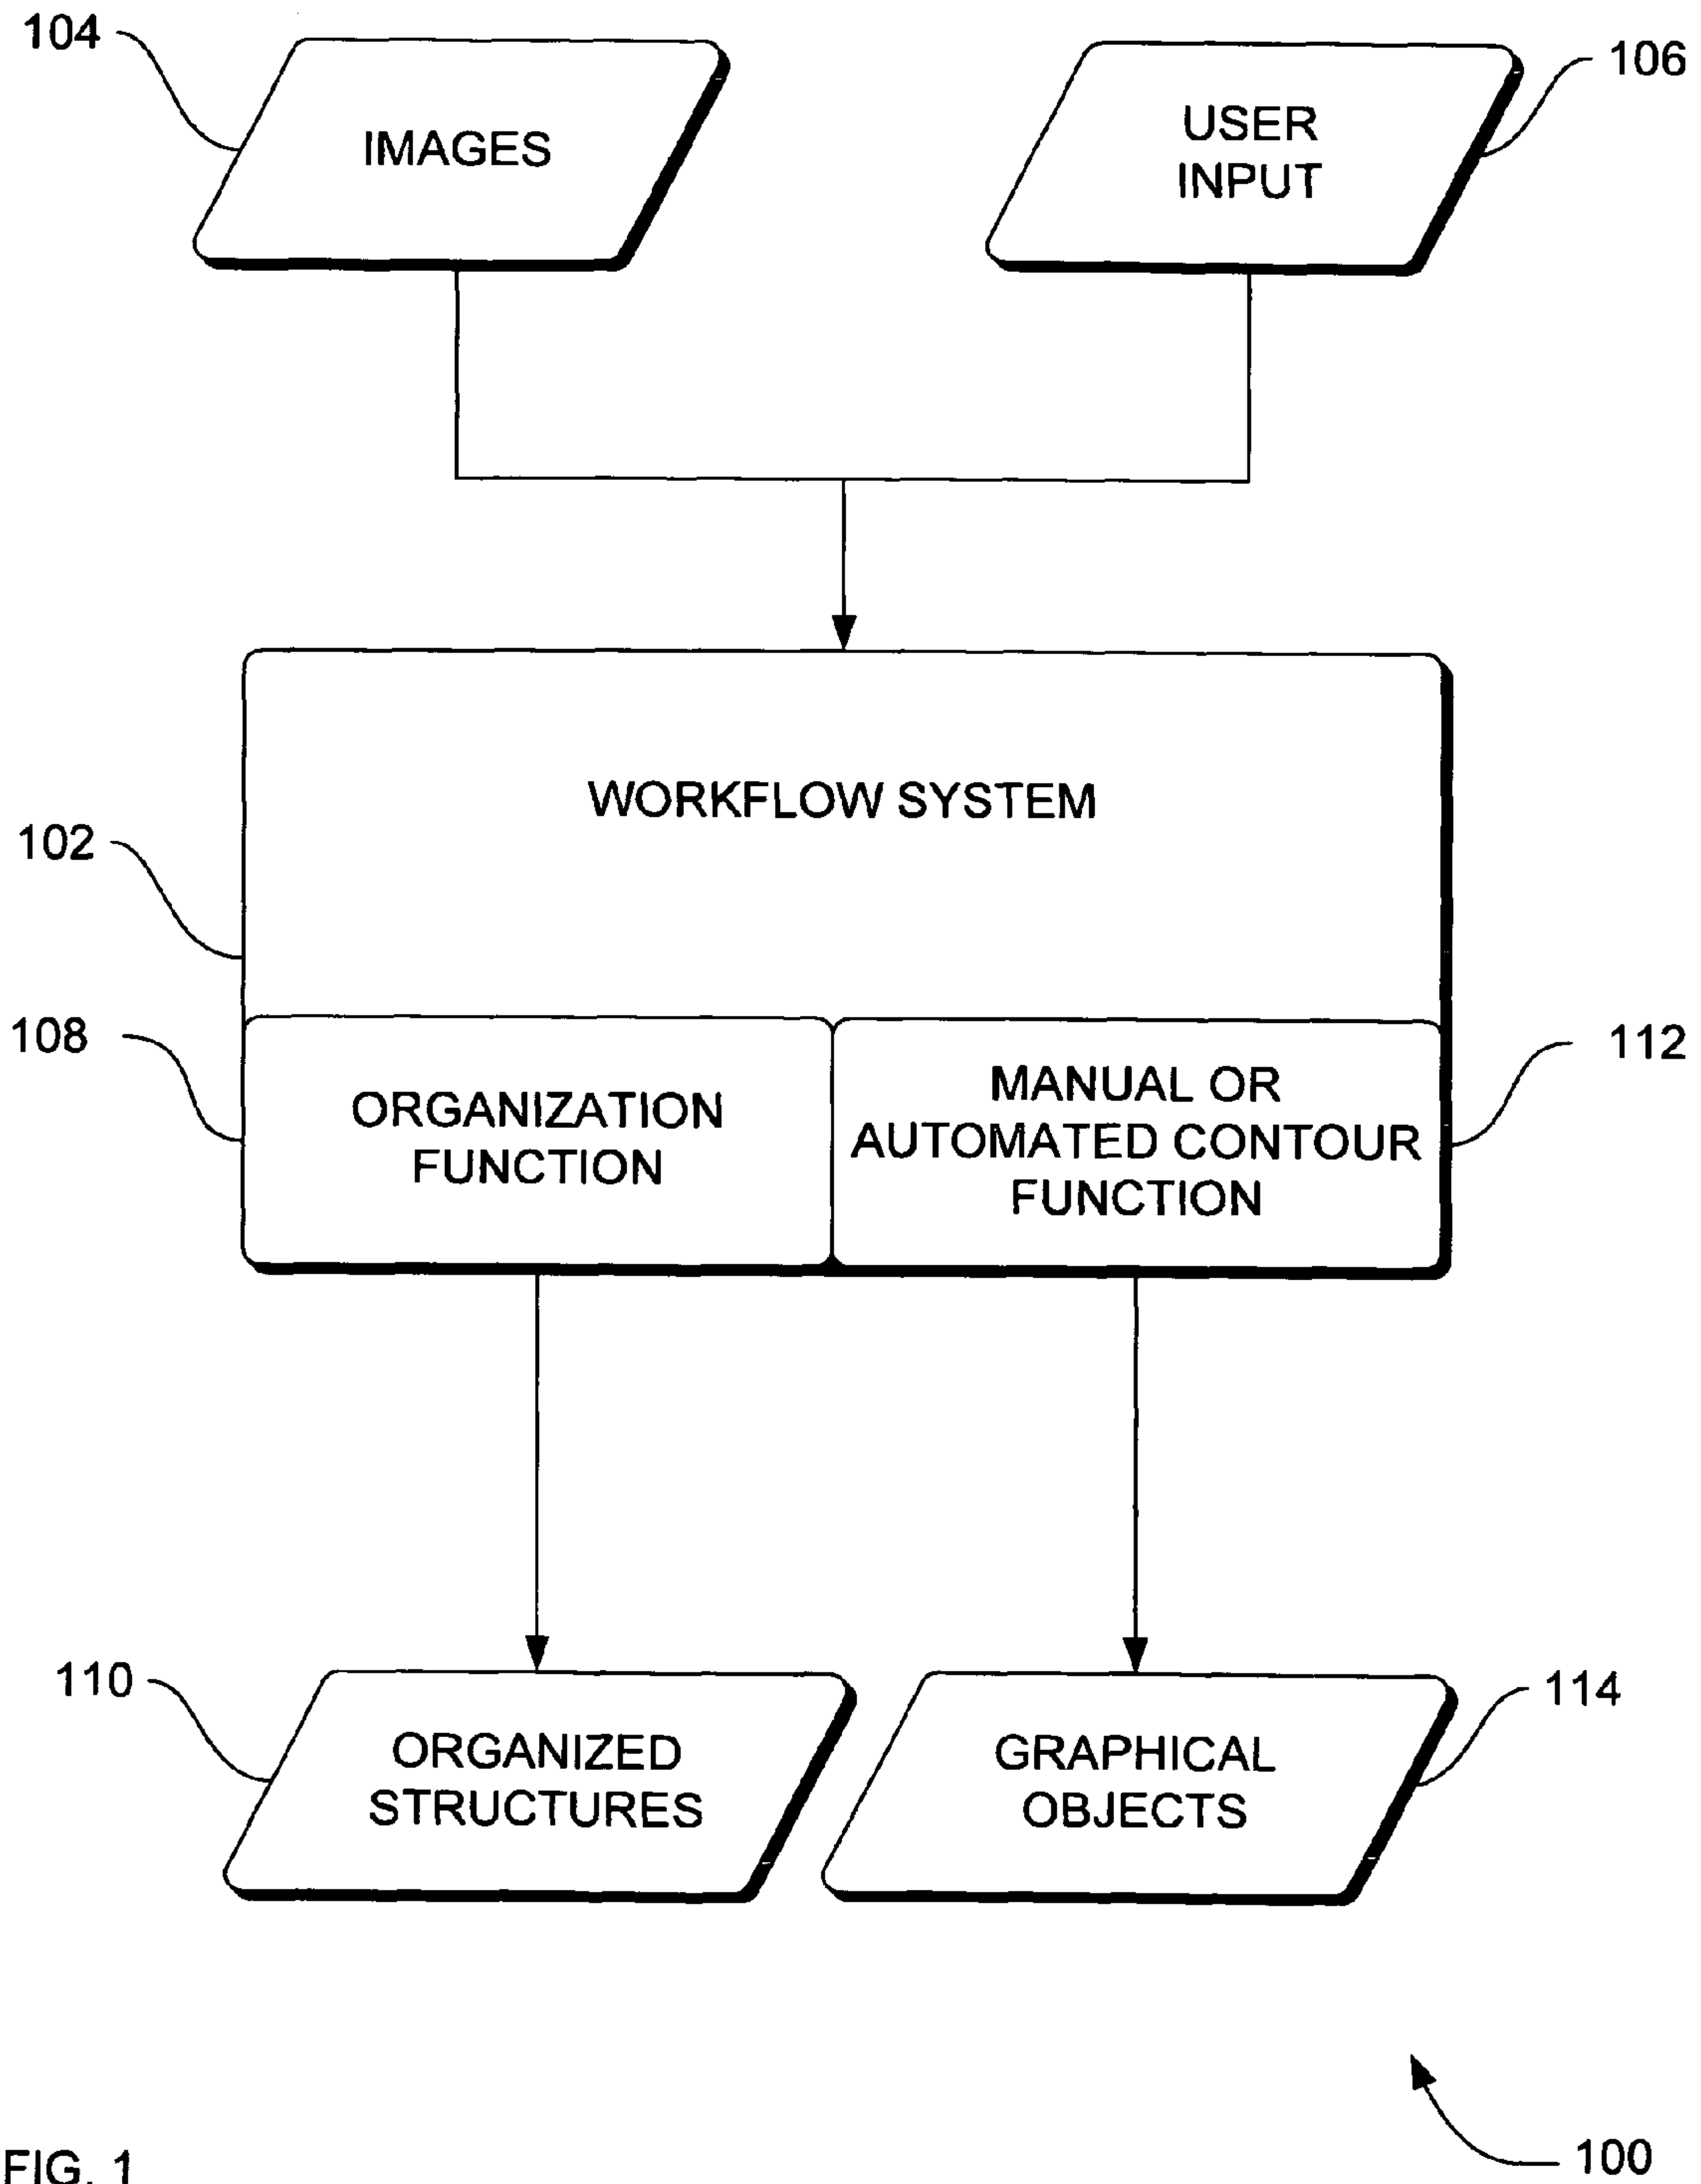 104
IMAGES
USER
INPUT
106
WORKFLOW SYSTEM
102
108
ORGANIZATION
FUNCTION
MANUAL OR
AUTOMATED CONTOUR
FUNCTION
112
110
ORGANIZED
STRUCTURES
GRAPHICAL
OBJECTS
114
100
FIG. 1